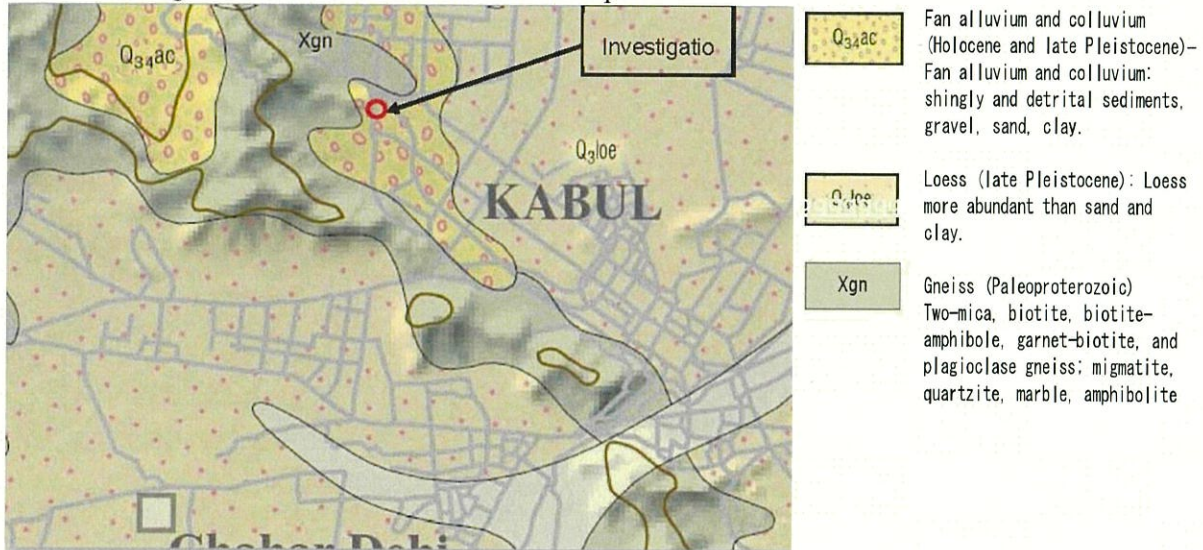 Xgn
Q34ac
Investigatio
Q3loe
KABUL
Q34ac
Fan alluvium and colluvium
(Holocene and late Pleistocene)–
Fan alluvium and colluvium:
shingly and detrital sediments,
gravel, sand, clay.
Loess (late Pleistocene): Loess
more abundant than sand and
clay.
Xgn
Gneiss (Paleoproterozoic)
Two-mica, biotite, biotite-
amphibole, garnet-biotite, and
plagioclase gneiss; migmatite,
quartzite, marble, amphibolite